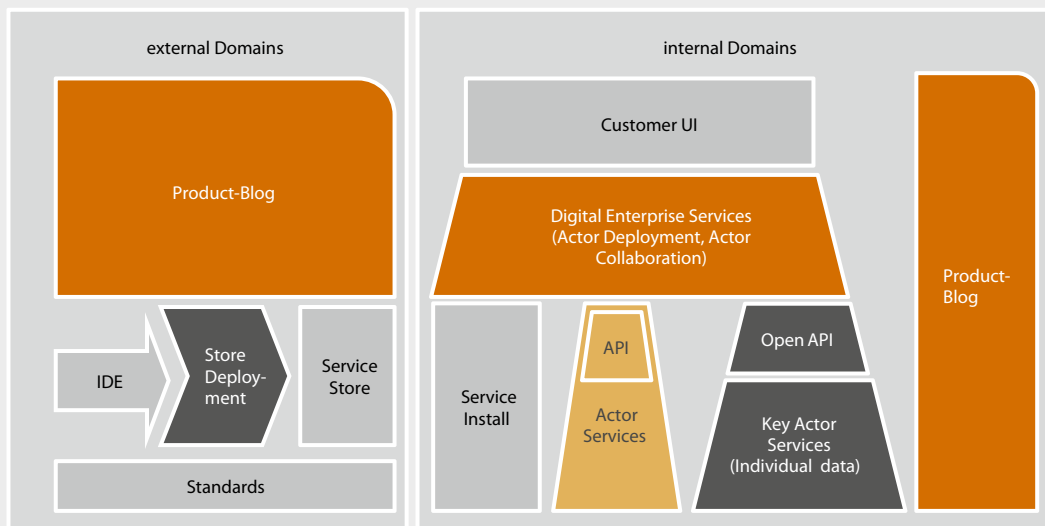 external Domains
Product-Blog
IDE
Store
Deploy-
ment
Service
Store
Standards
internal Domains
Customer UI
Digital Enterprise Services
(Actor Deployment, Actor
Collaboration)
Service
Install
API
Actor
Services
Open API
Key Actor
Services
(Individual data)
Product-
Blog